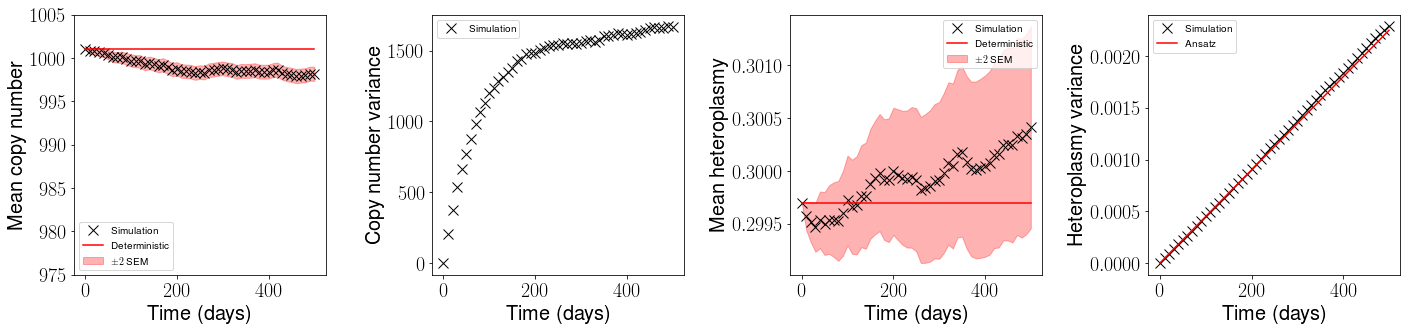 Mean copy number
1005
1000
995
990
985
980
975
Simulation
Deterministic
±2 SEM
0
200
400
Time (days)
Copy number variance
1500
1000
500
0
Simulation
0
200
400
Time (days)
Mean heteroplasmy
0.3010
0.3005
0.3000
0.2995
Simulation
Deterministic
±2 SEM
0
200
400
Time (days)
Heteroplasmy variance
0.0020
0.0015
0.0010
0.0005
0.0000
Simulation
Ansatz
0
200
400
Time (days)